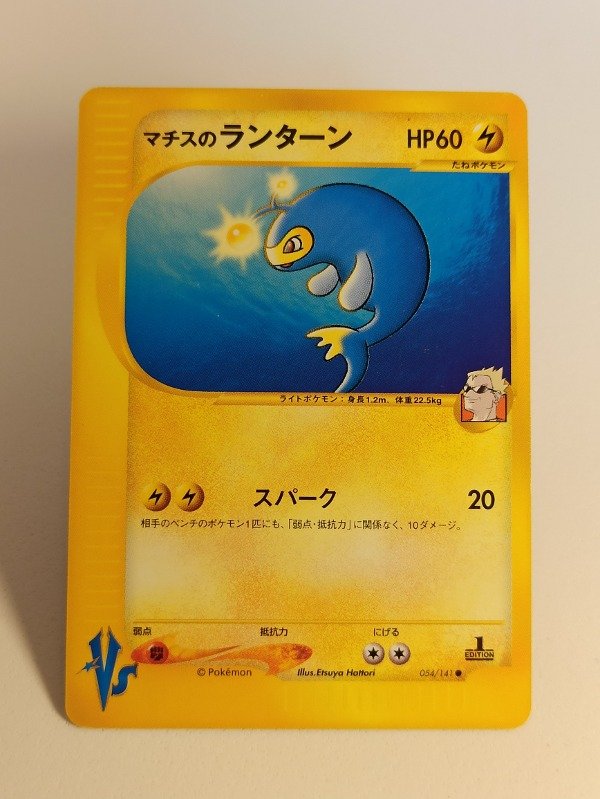 マチスのランターン HP60
たねポケモン
ライトポケモン：身長1.2m、体重22.5kg
スパーク 20
相手のベンチのポケモン1匹にも、「弱点・抵抗力」に関係なく、10ダメージ。
弱点 抵抗力 にげる
1
EDITION
VS
© Pokémon Illus.Etsuya Hattori 054/141